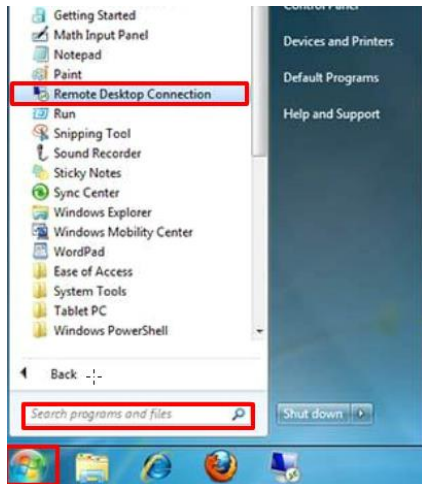 Getting Started
Control Panel
Math Input Panel
Devices and Printers
Notepad
Paint
Default Programs
Remote Desktop Connection
Run
Help and Support
Snipping Tool
Sound Recorder
Sticky Notes
Sync Center
Windows Explorer
Windows Mobility Center
WordPad
Ease of Access
System Tools
Tablet PC
Windows PowerShell
Back
Search programs and files
Shut down